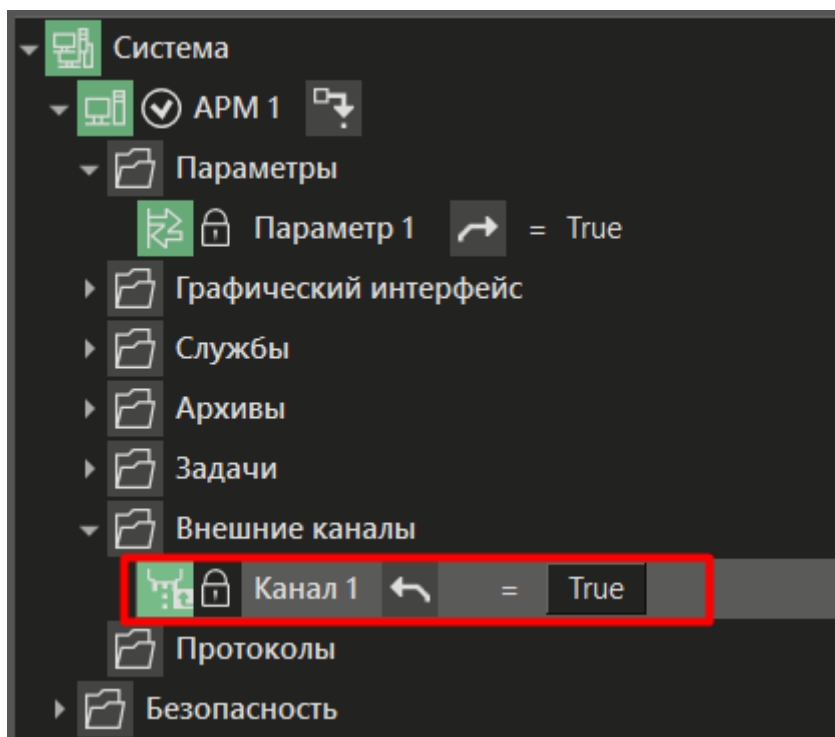 Система
АРМ 1
Параметры
Параметр 1 = True
Графический интерфейс
Службы
Архивы
Задачи
Внешние каналы
Канал 1 = True
Протоколы
Безопасность